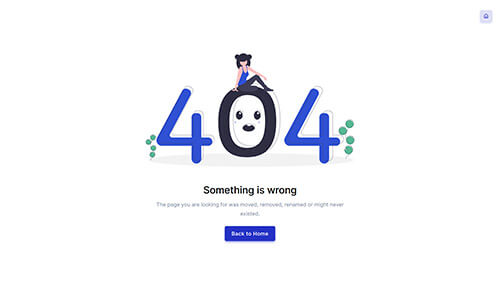 404
Something is wrong
The page you are looking for was moved, removed, renamed or might never
existed.
Back to Home